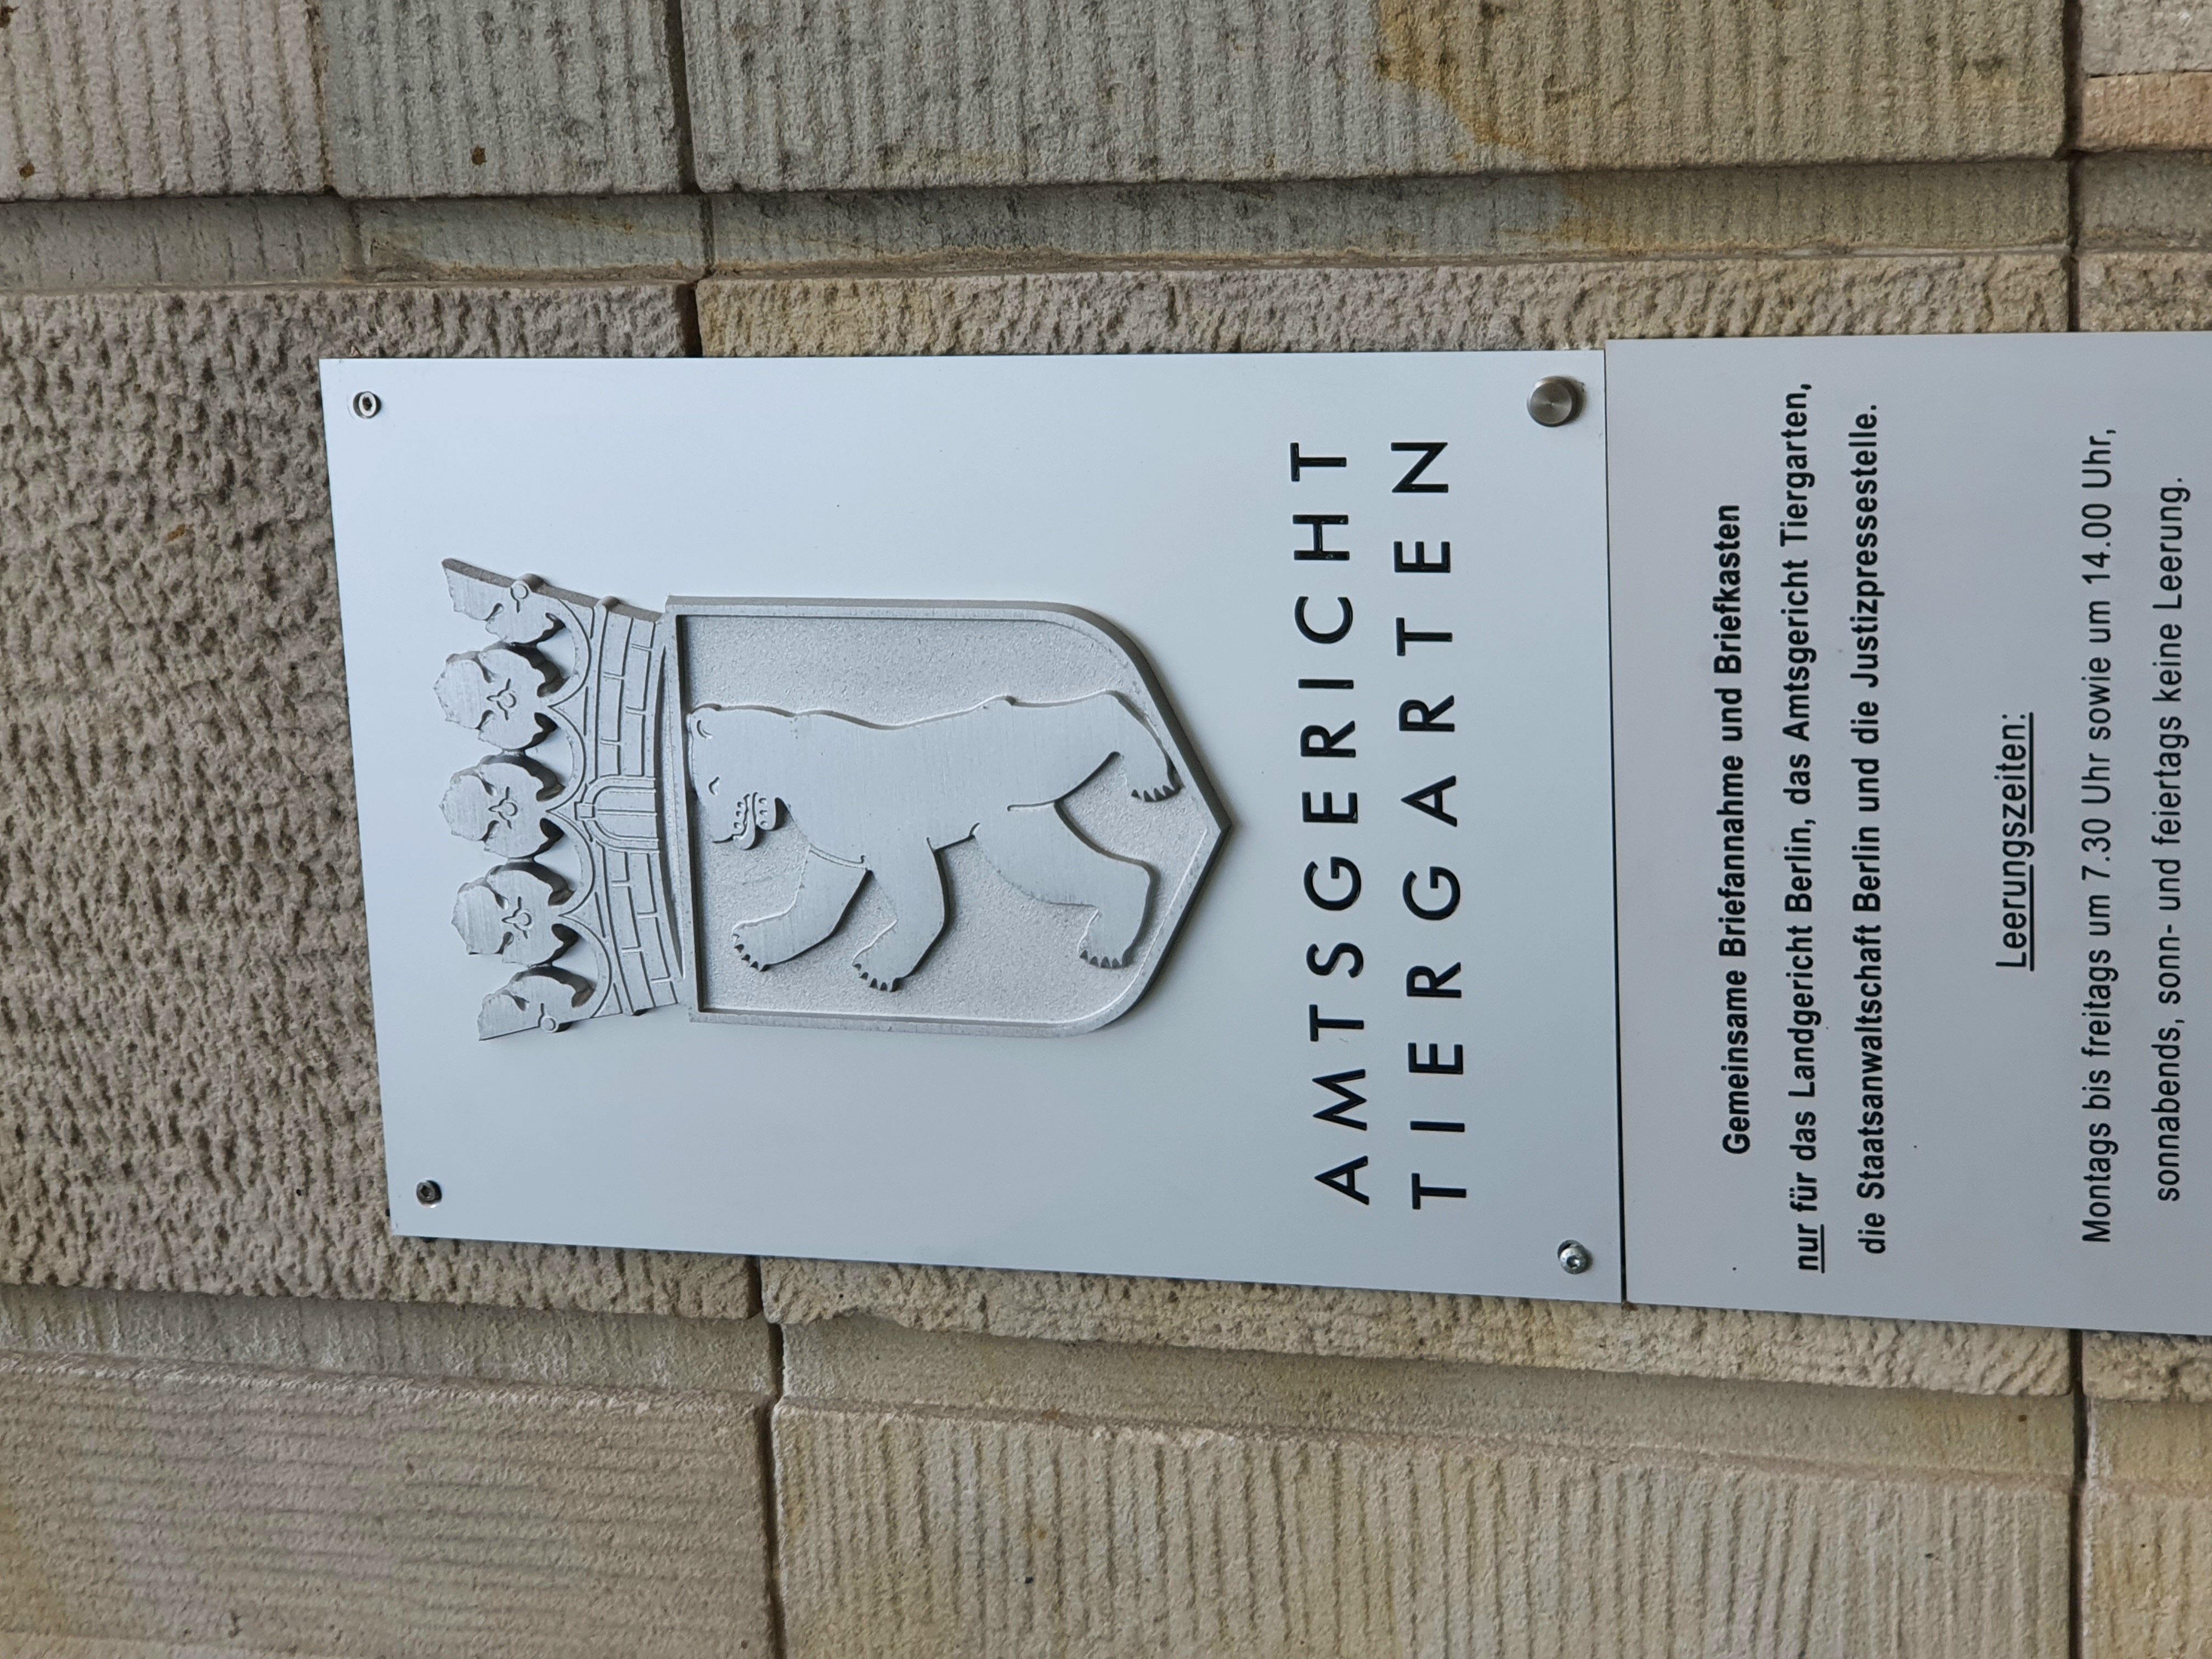 AMTSGERICHT
TIERGARTEN
Gemeinsame Briefannahme und Briefkasten
nur für das Landgericht Berlin, das Amtsgericht Tiergarten,
die Staatsanwaltschaft Berlin und die Justizpressestelle.
Leerungszeiten:
Montags bis freitags um 7.30 Uhr sowie um 14.00 Uhr,
sonnabends, sonn- und feiertags keine Leerung.